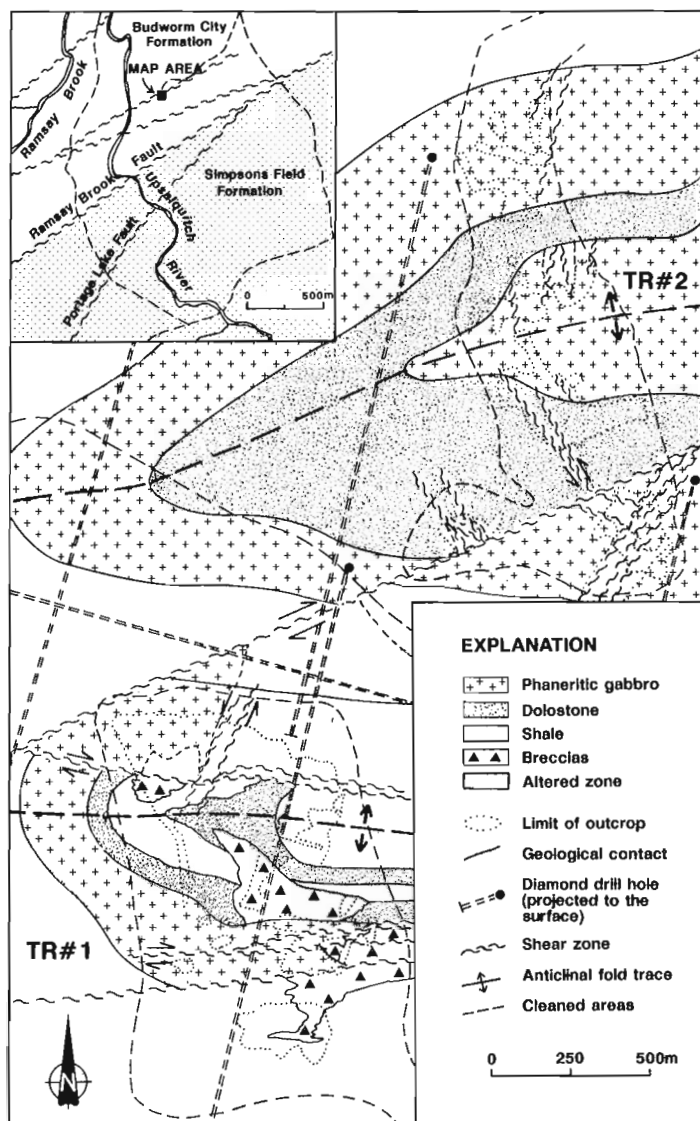 Budworm City
Formation
MAP AREA
Ramsay Brook
Ramsay Brook Fault
Upsalquitch
River
Simpsons Field
Formation
Portage Lake Fault
0 500m
TR#2
TR#1
N
EXPLANATION
Phaneritic gabbro
Dolostone
Shale
Breccias
Altered zone
Limit of outcrop
Geological contact
Diamond drill hole
(projected to the
surface)
Shear zone
Anticlinal fold trace
Cleaned areas
0 250 500m